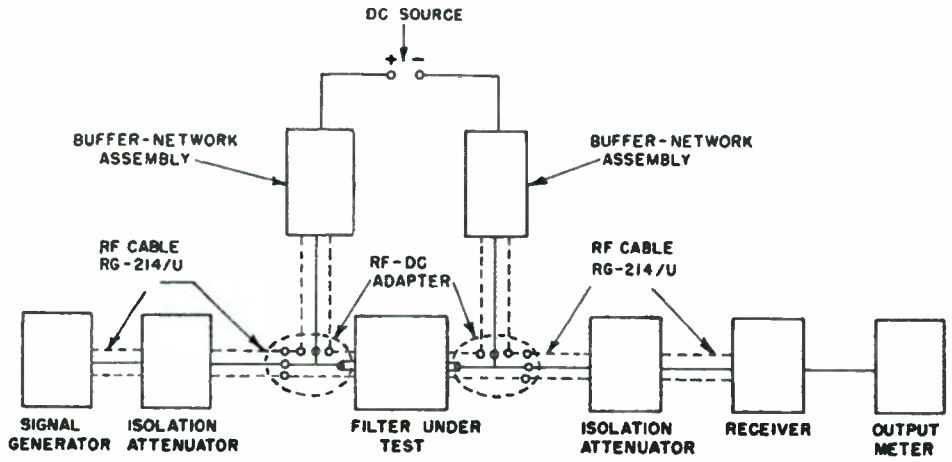 DC SOURCE
+ -
BUFFER-NETWORK
ASSEMBLY
BUFFER-NETWORK
ASSEMBLY
RF CABLE
RG-214/U
RF-DC
ADAPTER
RF CABLE
RG-214/U
SIGNAL
GENERATOR
ISOLATION
ATTENUATOR
FILTER UNDER
TEST
ISOLATION
ATTENUATOR
RECEIVER
OUTPUT
METER